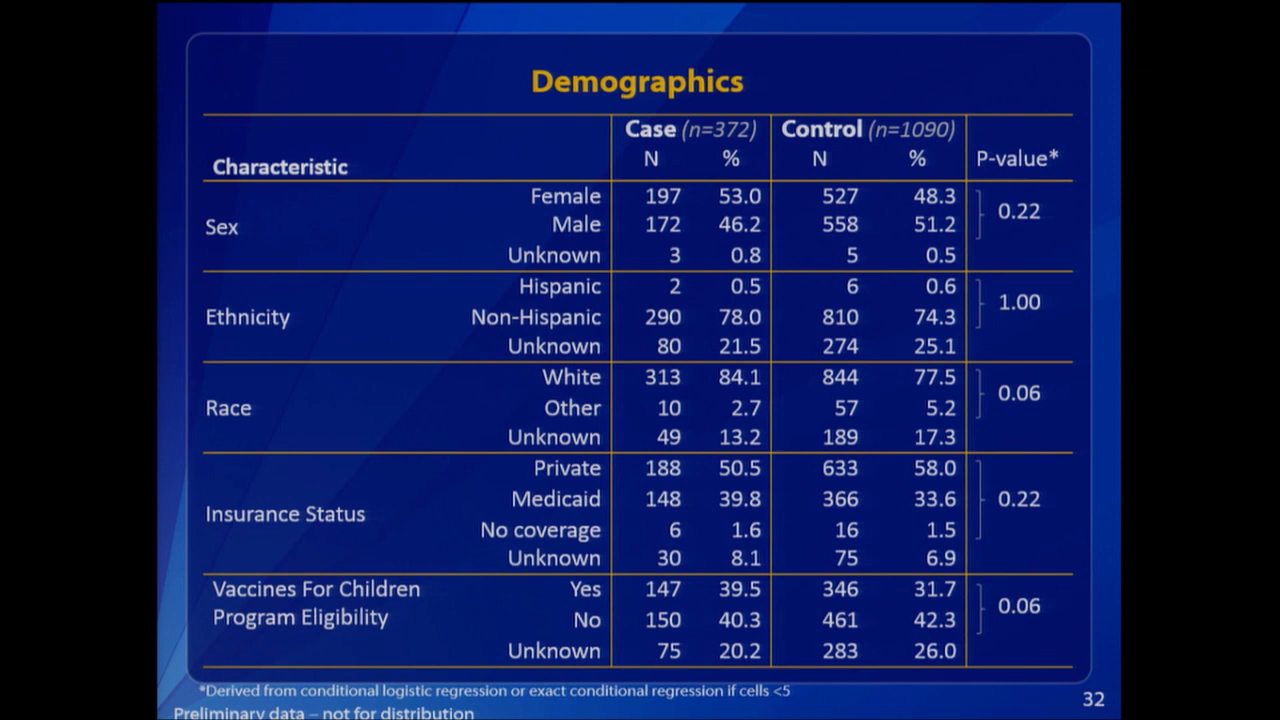 Demographics
Case (n=372) Control (n=1090)
Characteristic N % N % P-value*
Sex Female 197 53.0 527 48.3 0.22
Male 172 46.2 558 51.2
Unknown 3 0.8 5 0.5
Ethnicity Hispanic 2 0.5 6 0.6 1.00
Non-Hispanic 290 78.0 810 74.3
Unknown 80 21.5 274 25.1
Race White 313 84.1 844 77.5 0.06
Other 10 2.7 57 5.2
Unknown 49 13.2 189 17.3
Insurance Status Private 188 50.5 633 58.0 0.22
Medicaid 148 39.8 366 33.6
No coverage 6 1.6 16 1.5
Unknown 30 8.1 75 6.9
Vaccines For Children Yes 147 39.5 346 31.7 0.06
Program Eligibility No 150 40.3 461 42.3
Unknown 75 20.2 283 26.0
*Derived from conditional logistic regression or exact conditional regression if cells <5
32
Preliminary data – not for distribution